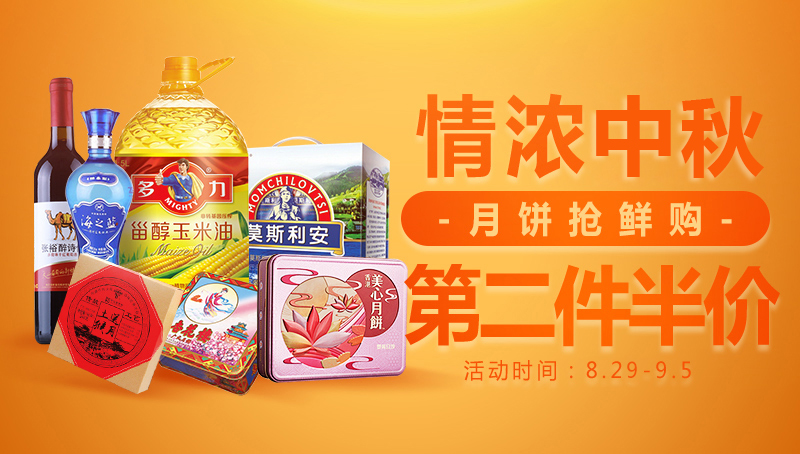 情浓中秋
-月饼抢鲜购-
第二件半价
活动时间：8.29-9.5
多力
MIGHTY
甾醇玉米油
Maize Oil
MOMCHILOVTSI
莫斯利安
海之蓝
张裕醉诗仙
美心月餅